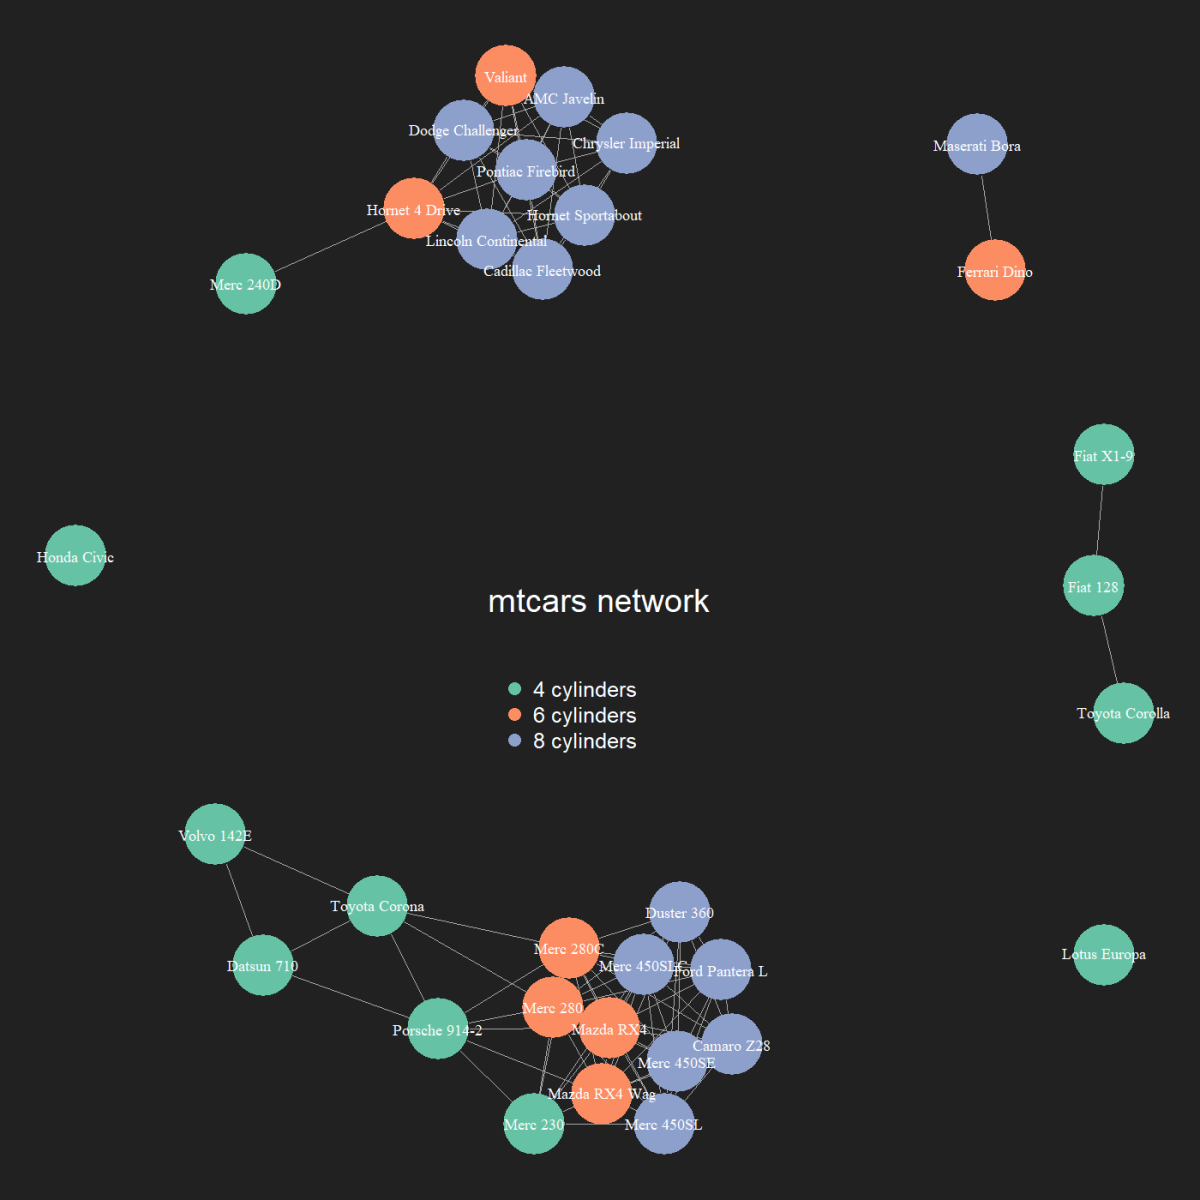 Valiant
AMC Javelin
Dodge Challenger
Chrysler Imperial
Maserati Bora
Pontiac Firebird
Hornet 4 Drive
Hornet Sportabout
Lincoln Continental
Cadillac Fleetwood
Ferrari Dino
Merc 240D
Fiat X1-9
Honda Civic
Fiat 128
mtcars network
4 cylinders
6 cylinders
8 cylinders
Toyota Corolla
Volvo 142E
Toyota Corona
Duster 360
Merc 280C
Lotus Europa
Datsun 710
Merc 450SLC
Ford Pantera L
Merc 280
Porsche 914-2
Mazda RX4
Camaro Z28
Merc 450SE
Mazda RX4 Wag
Merc 230
Merc 450SL